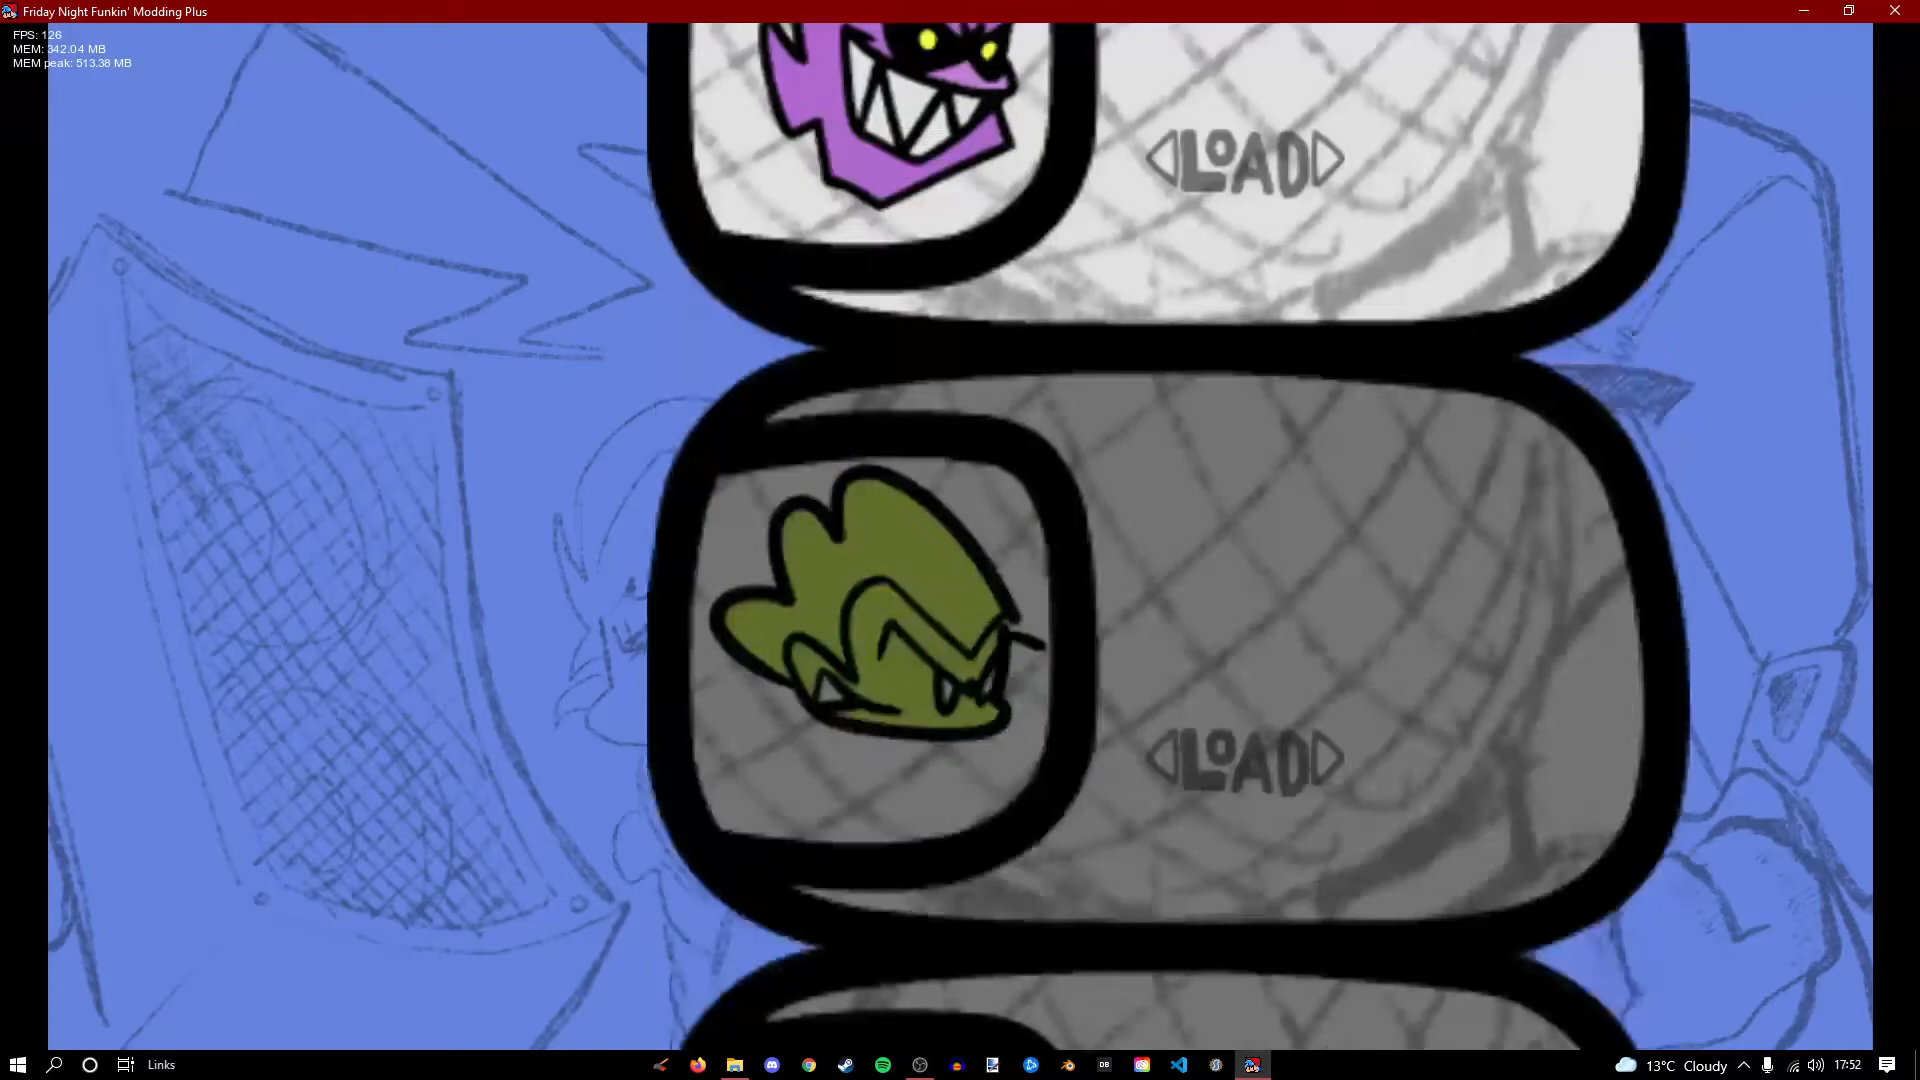 Friday Night Funkin' Modding Plus
FPS: 126
MEM: 342.04 MB
MEM peak: 513.38 MB
LOAD
LOAD
Links
DB
13°C Cloudy
17:52